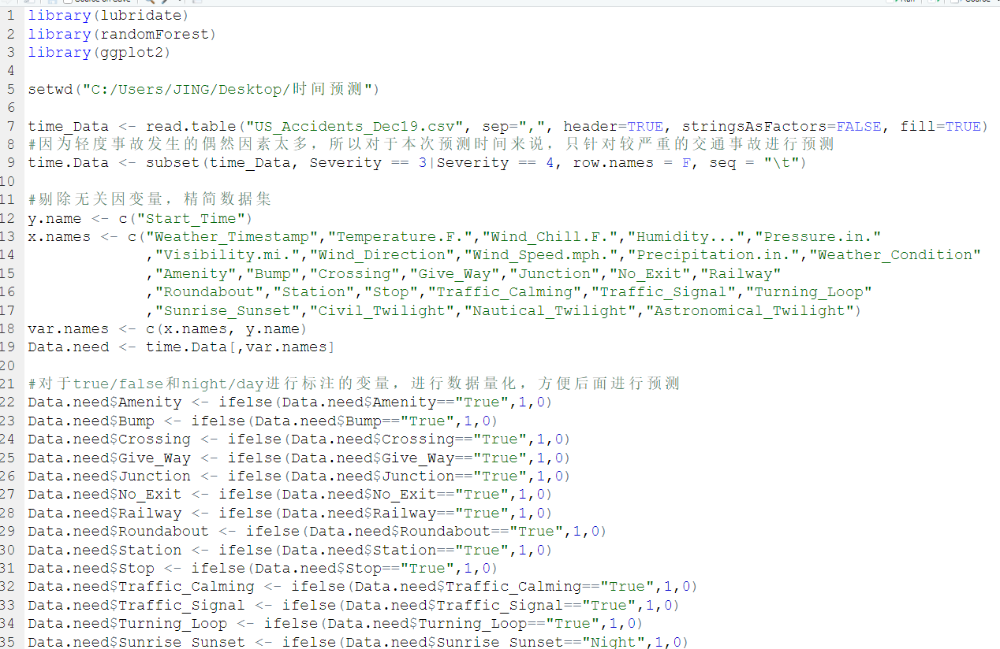 1 library(lubridate)
2 library(randomForest)
3 library(ggplot2)
4
5 setwd("C:/Users/JING/Desktop/时间预测")
6
7 time_Data <- read.table("US_Accidents_Dec19.csv", sep=",", header=TRUE, stringsAsFactors=FALSE, fill=TRUE)
8 #因为轻度事故发生的偶然因素太多，所以对于本次预测时间来说，只针对较严重的交通事故进行预测
9 time.Data <- subset(time_Data, Severity == 3|Severity == 4, row.names = F, seq = "\t")
10
11 #剔除无关因变量，精简数据集
12 y.name <- c("Start_Time")
13 x.names <- c("Weather_Timestamp","Temperature.F.","Wind_Chill.F.","Humidity...","Pressure.in."
14 ,"Visibility.mi.","Wind_Direction","Wind_Speed.mph.","Precipitation.in.","Weather_Condition"
15 ,"Amenity","Bump","Crossing","Give_Way","Junction","No_Exit","Railway"
16 ,"Roundabout","Station","Stop","Traffic_Calming","Traffic_Signal","Turning_Loop"
17 ,"Sunrise_Sunset","Civil_Twilight","Nautical_Twilight","Astronomical_Twilight")
18 var.names <- c(x.names, y.name)
19 Data.need <- time.Data[,var.names]
20
21 #对于true/false和night/day进行标注的变量，进行数据量化，方便后面进行预测
22 Data.need$Amenity <- ifelse(Data.need$Amenity=="True",1,0)
23 Data.need$Bump <- ifelse(Data.need$Bump=="True",1,0)
24 Data.need$Crossing <- ifelse(Data.need$Crossing=="True",1,0)
25 Data.need$Give_Way <- ifelse(Data.need$Give_Way=="True",1,0)
26 Data.need$Junction <- ifelse(Data.need$Junction=="True",1,0)
27 Data.need$No_Exit <- ifelse(Data.need$No_Exit=="True",1,0)
28 Data.need$Railway <- ifelse(Data.need$Railway=="True",1,0)
29 Data.need$Roundabout <- ifelse(Data.need$Roundabout=="True",1,0)
30 Data.need$Station <- ifelse(Data.need$Station=="True",1,0)
31 Data.need$Stop <- ifelse(Data.need$Stop=="True",1,0)
32 Data.need$Traffic_Calming <- ifelse(Data.need$Traffic_Calming=="True",1,0)
33 Data.need$Traffic_Signal <- ifelse(Data.need$Traffic_Signal=="True",1,0)
34 Data.need$Turning_Loop <- ifelse(Data.need$Turning_Loop=="True",1,0)
35 Data.need$Sunrise_Sunset <- ifelse(Data.need$Sunrise_Sunset=="Night",1,0)